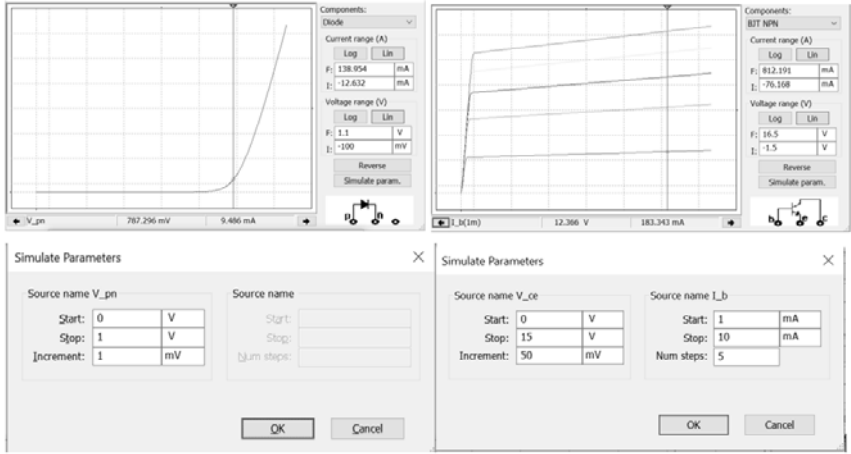 Components:
Diode
Current range (A)
Log Lin
F: 138.954 mA
I: -12.632 mA
Voltage range (V)
Log Lin
F: 1.1 V
I: -100 mV
Reverse
Simulate param.
p n
V_pn 787.296 mV 9.486 mA
Components:
BJT NPN
Current range (A)
Log Lin
F: 812.191 mA
I: -76.168 mA
Voltage range (V)
Log Lin
F: 16.5 V
I: -1.5 V
Reverse
Simulate param.
b e c
I_b(1m) 12.366 V 183.343 mA
Simulate Parameters
Source name V_pn
Start: 0 V
Stop: 1 V
Increment: 1 mV
Source name
Start:
Stop:
Num steps:
OK Cancel
Simulate Parameters
Source name V_ce
Start: 0 V
Stop: 15 V
Increment: 50 mV
Source name I_b
Start: 1 mA
Stop: 10 mA
Num steps: 5
OK Cancel